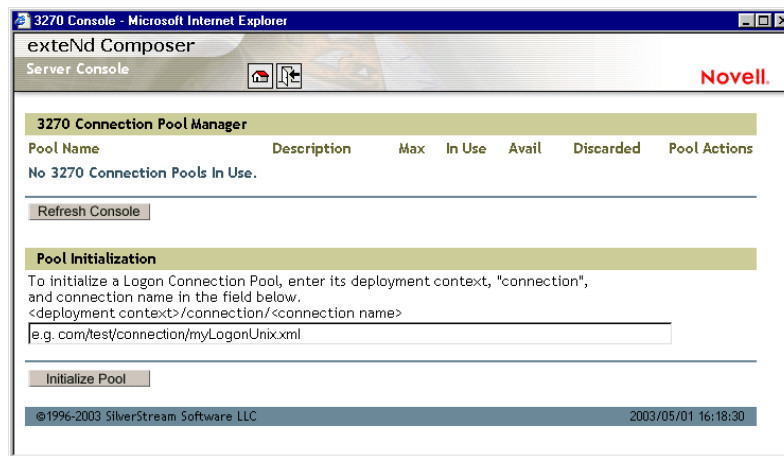 3270 Console - Microsoft Internet Explorer
exteNd Composer
Server Console
Novell.
3270 Connection Pool Manager
Pool Name Description Max In Use Avail Discarded Pool Actions
No 3270 Connection Pools In Use.
Refresh Console
Pool Initialization
To initialize a Logon Connection Pool, enter its deployment context, "connection",
and connection name in the field below.
<deployment context>/connection/<connection name>
e.g. com/test/connection/myLogonUnix.xml
Initialize Pool
©1996-2003 SilverStream Software LLC 2003/05/01 16:18:30